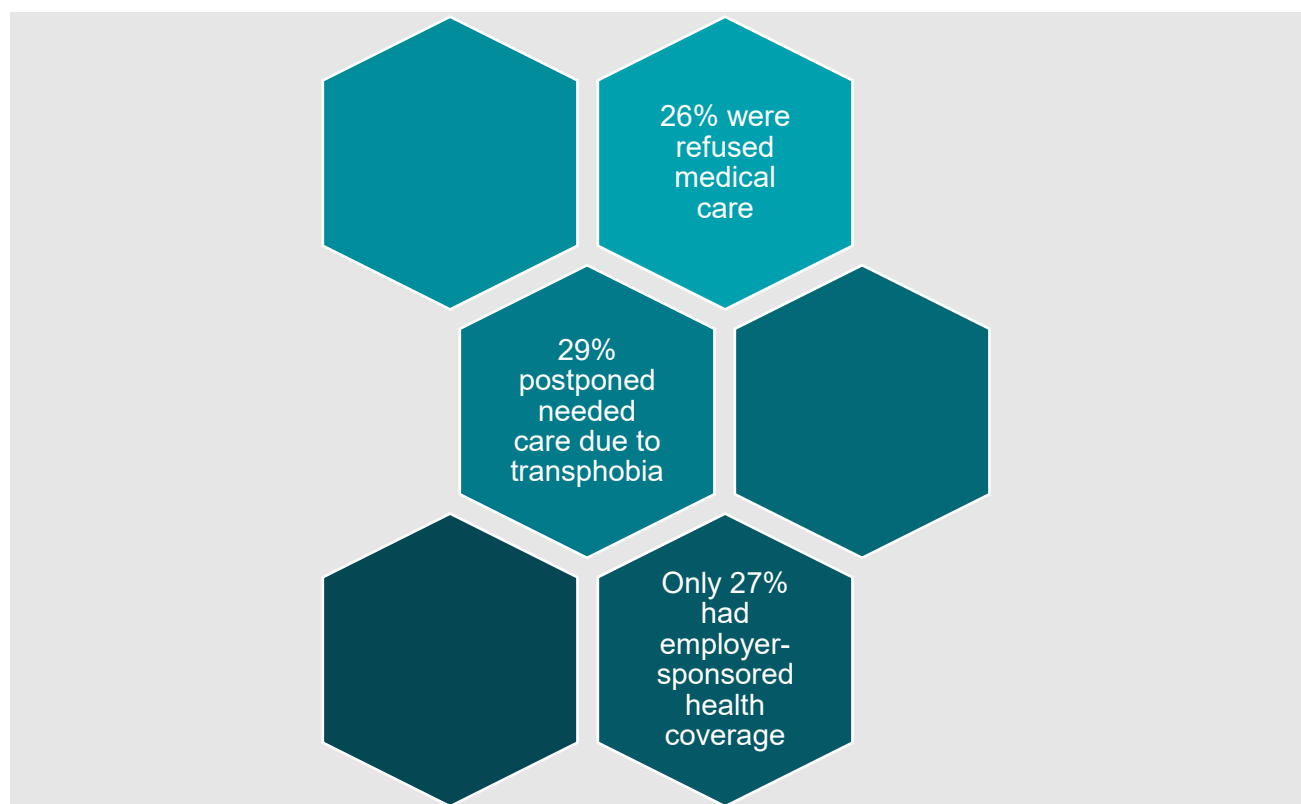 26% were
refused
medical
care
29%
postponed
needed
care due to
transphobia
Only 27%
had
employer-
sponsored
health
coverage